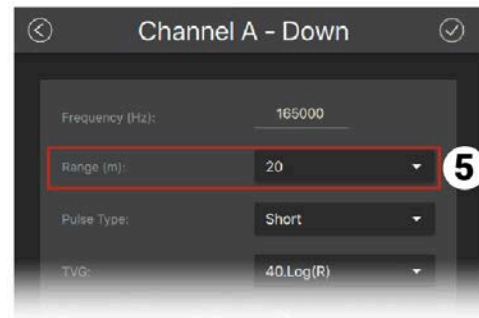 Channel A - Down
Frequency (Hz): 165000
Range (m): 20 5
Pulse Type: Short
TVG: 40.Log(R)